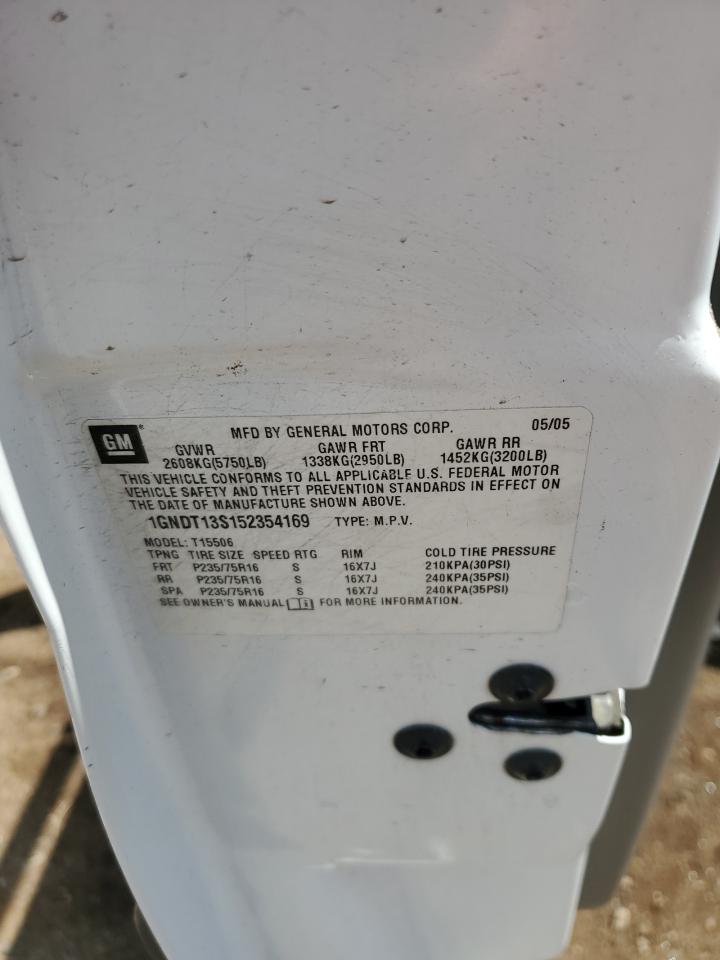 GM® MFD BY GENERAL MOTORS CORP. 05/05
GVWR GAWR FRT GAWR RR
2608KG(5750LB) 1338KG(2950LB) 1452KG(3200LB)
THIS VEHICLE CONFORMS TO ALL APPLICABLE U.S. FEDERAL MOTOR
VEHICLE SAFETY AND THEFT PREVENTION STANDARDS IN EFFECT ON
THE DATE OF MANUFACTURE SHOWN ABOVE.
1GNDT13S152354169 TYPE: M.P.V.
MODEL: T15506
TPNG TIRE SIZE SPEED RTG RIM COLD TIRE PRESSURE
FRT P235/75R16 S 16X7J 210KPA(30PSI)
RR P235/75R16 S 16X7J 240KPA(35PSI)
SPA P235/75R16 S 16X7J 240KPA(35PSI)
SEE OWNER'S MANUAL FOR MORE INFORMATION.